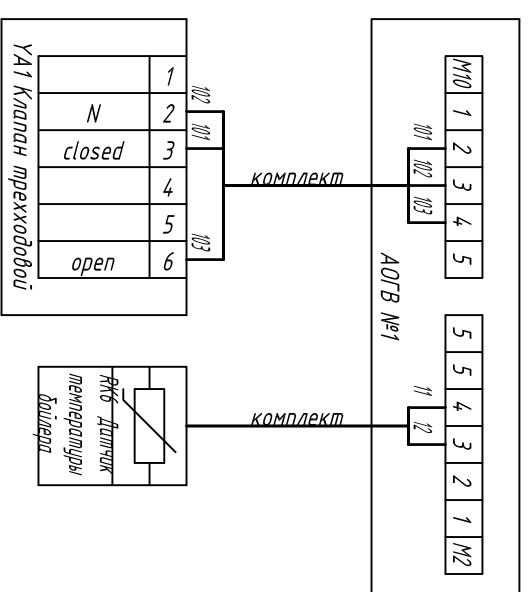 YA1 Клапан трехходовой
1
102
N 2
101
closed 3
4
5
103
open 6
комплект
АОГВ №1
M10 1 2 3 4 5
101
102
103
5 5 4 3 2 1 M2
11
12
комплект
RK6 Датчик
температуры
бойлера